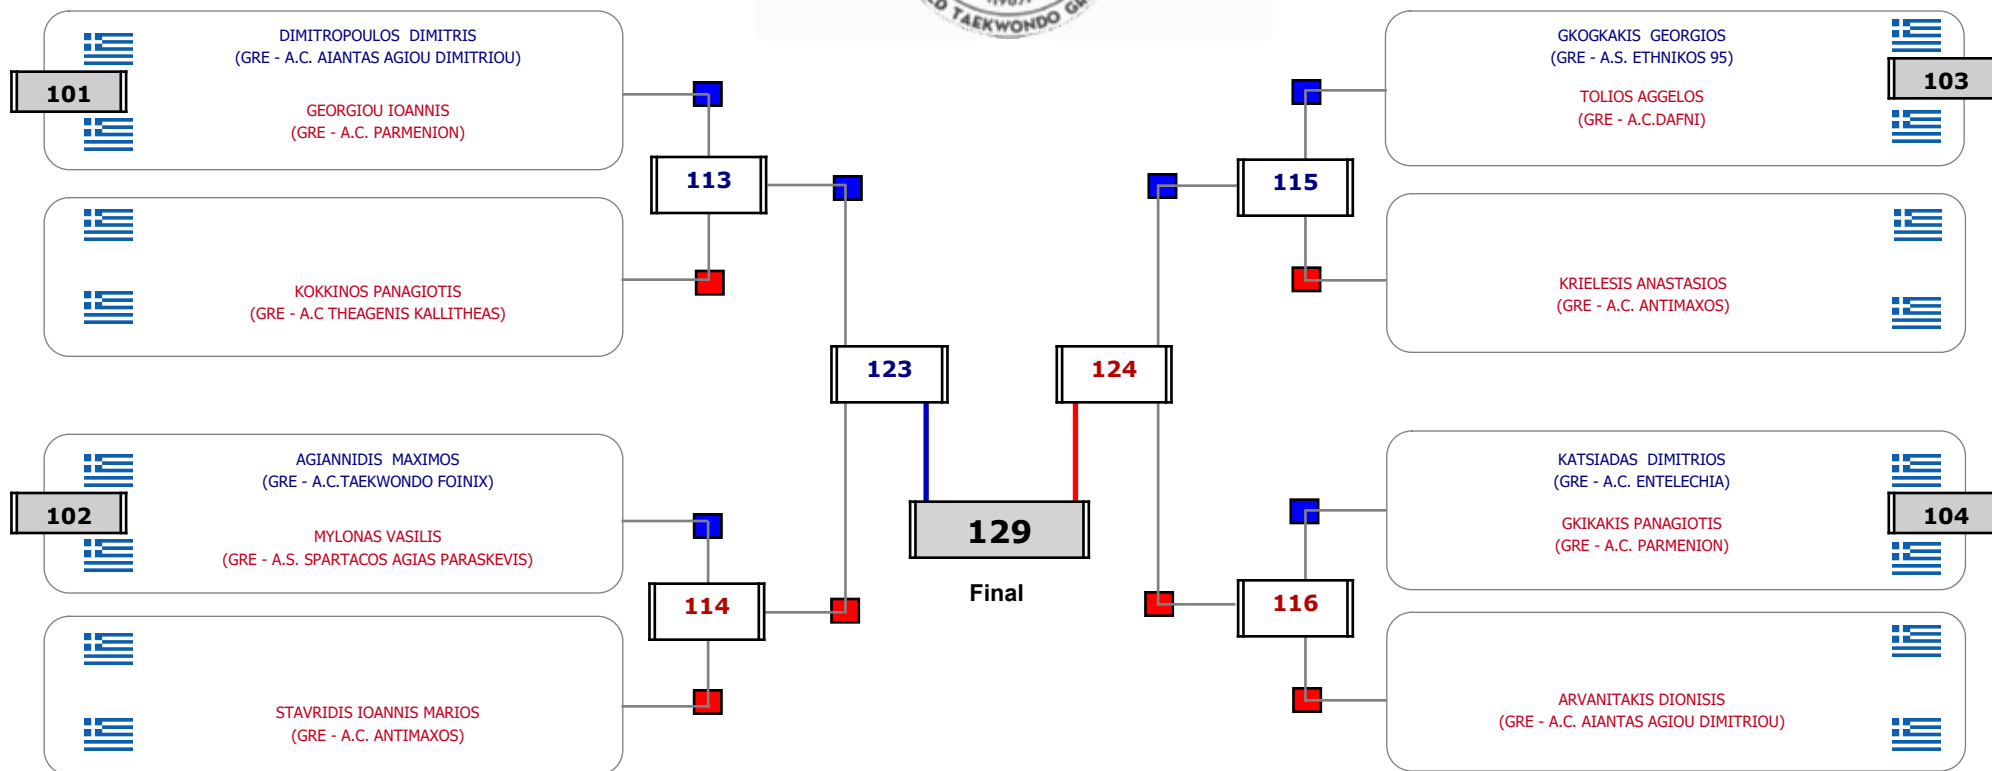 TAEKWONDO
DIMITROPOULOS DIMITRIS
(GRE - A.C. AIANTAS AGIOU DIMITRIOU)
101
GEORGIOU IOANNIS
(GRE - A.C. PARMENION)
113
KOKKINOS PANAGIOTIS
(GRE - A.C THEAGENIS KALLITHEAS)
123
AGIANNIDIS MAXIMOS
(GRE - A.C.TAEKWONDO FOINIX)
102
MYLONAS VASILIS
(GRE - A.S. SPARTACOS AGIAS PARASKEVIS)
114
STAVRIDIS IOANNIS MARIOS
(GRE - A.C. ANTIMAXOS)
129
Final
GKOGKAKIS GEORGIOS
(GRE - A.S. ETHNIKOS 95)
103
TOLIOS AGGELOS
(GRE - A.C.DAFNI)
115
KRIELESIS ANASTASIOS
(GRE - A.C. ANTIMAXOS)
124
KATSIADAS DIMITRIOS
(GRE - A.C. ENTELECHIA)
104
GKIKAKIS PANAGIOTIS
(GRE - A.C. PARMENION)
116
ARVANITAKIS DIONISIS
(GRE - A.C. AIANTAS AGIOU DIMITRIOU)